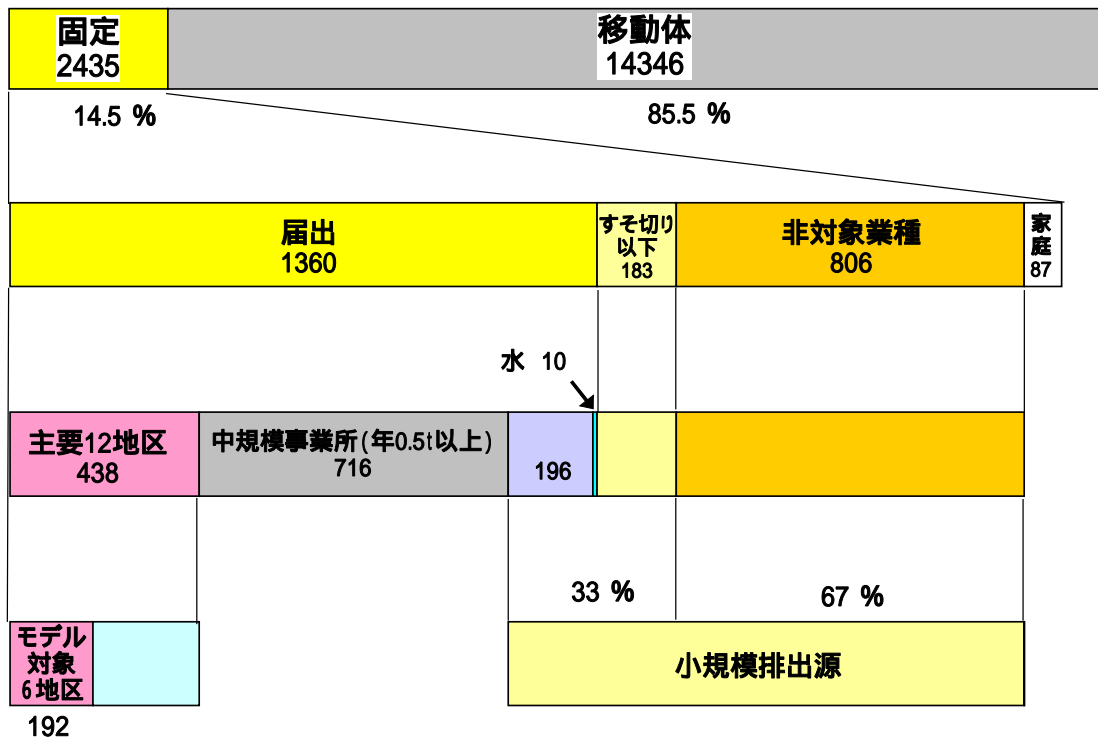 固定
2435
移動体
14346
14.5 %
85.5 %
届出
1360
すそ切り
以下
183
非対象業種
806
家
庭
87
水 10
主要12地区
438
中規模事業所(年0.5t以上)
716
196
33 %
67 %
モデル
対象
6地区
192
小規模排出源